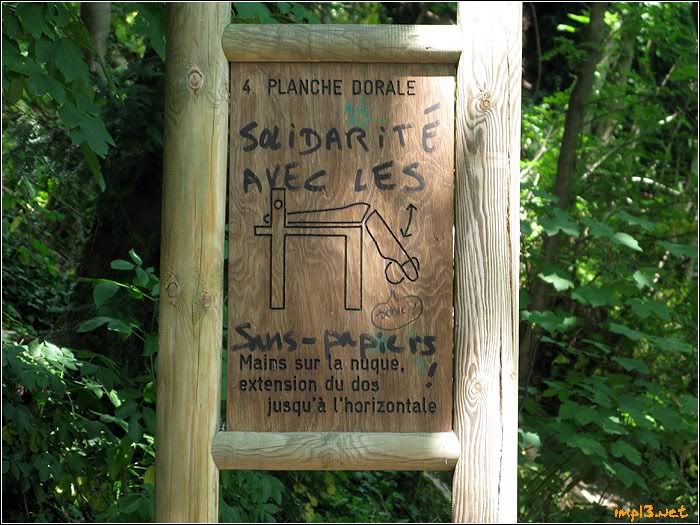 4 PLANCHE DORALE
SOLIDARITÉ
AVEC LES
Sans-papiers
!
Mains sur la nuque,
extension du dos
jusqu'à l'horizontale
impl3.net